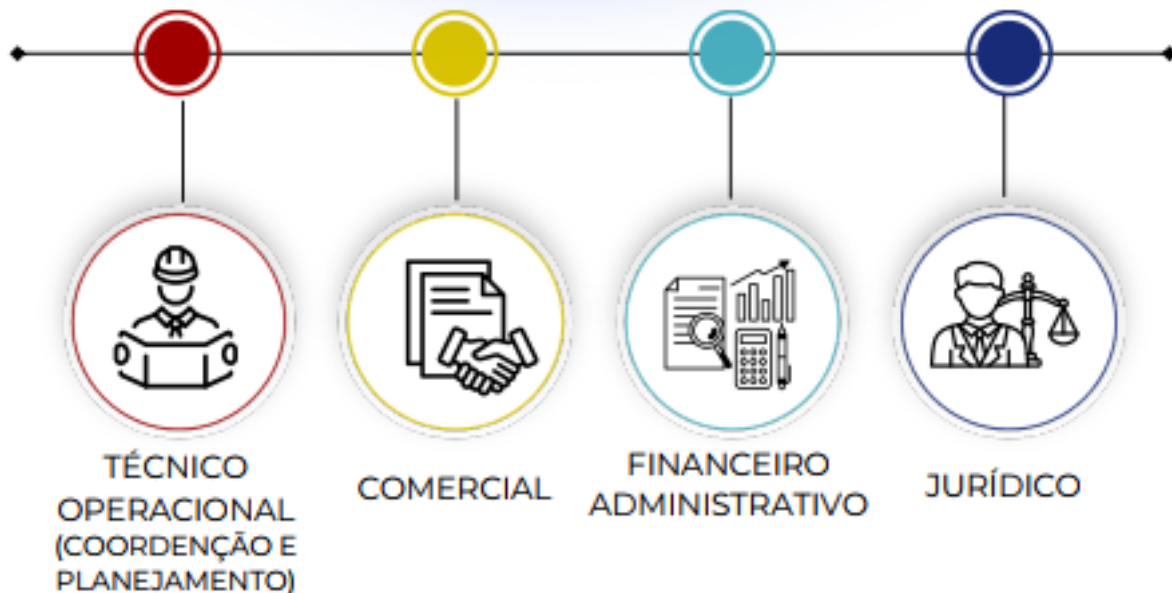 TÉCNICO
OPERACIONAL
(COORDENÇÃO E
PLANEJAMENTO)
COMERCIAL
FINANCEIRO
ADMINISTRATIVO
JURÍDICO